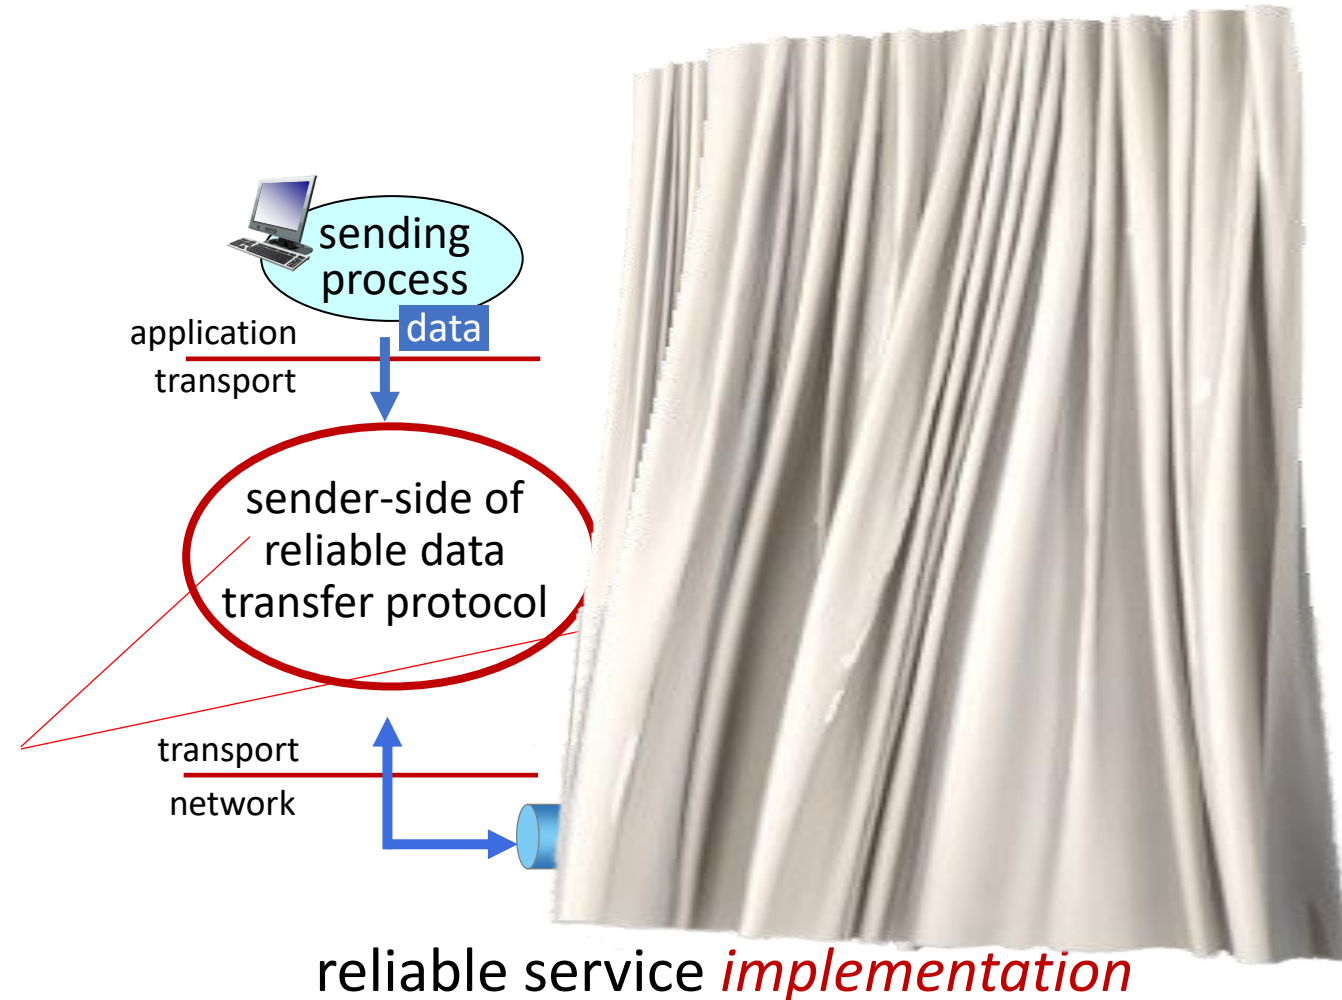 sending
process
data
application
transport
sender-side of
reliable data
transfer protocol
transport
network
reliable service implementation